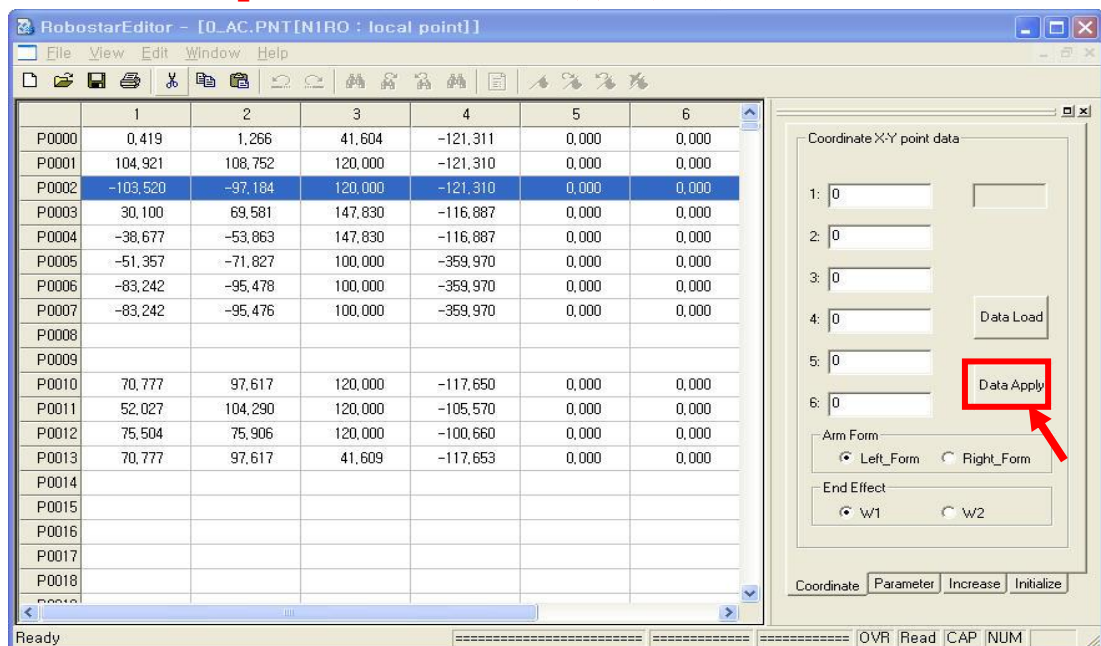 RobostarEditor - [0_AC.PNT[N1RO : local point]]
File View Edit Window Help
1 2 3 4 5 6
P0000 0,419 1,266 41,604 -121,311 0,000 0,000
P0001 104,921 108,752 120,000 -121,310 0,000 0,000
P0002 -103,520 -97,184 120,000 -121,310 0,000 0,000
P0003 30,100 69,581 147,830 -116,887 0,000 0,000
P0004 -38,677 -53,863 147,830 -116,887 0,000 0,000
P0005 -51,357 -71,827 100,000 -359,970 0,000 0,000
P0006 -83,242 -95,478 100,000 -359,970 0,000 0,000
P0007 -83,242 -95,476 100,000 -359,970 0,000 0,000
P0008
P0009
P0010 70,777 97,617 120,000 -117,650 0,000 0,000
P0011 52,027 104,290 120,000 -105,570 0,000 0,000
P0012 75,504 75,906 120,000 -100,660 0,000 0,000
P0013 70,777 97,617 41,609 -117,653 0,000 0,000
P0014
P0015
P0016
P0017
P0018
Coordinate X-Y point data
1: 0
2: 0
3: 0
4: 0
Data Load
5: 0
Data Apply
6: 0
Arm Form
Left_Form Right_Form
End Effect
W1 W2
Coordinate Parameter Increase Initialize
Ready ======================== ============= ============ OVR Read CAP NUM